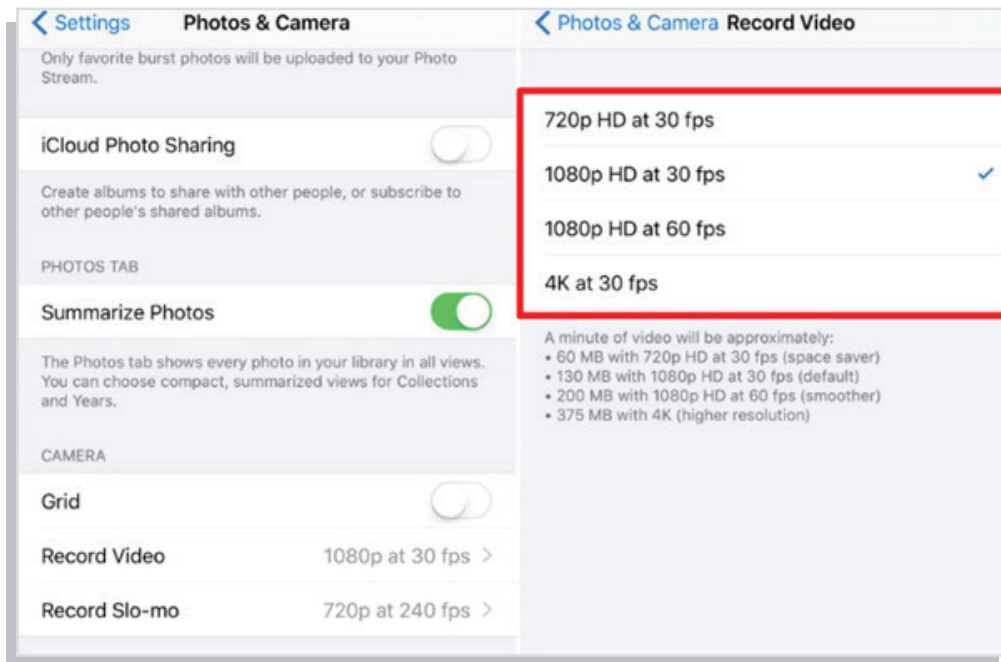 Settings
Photos & Camera
Only favorite burst photos will be uploaded to your Photo
Stream.
iCloud Photo Sharing
Create albums to share with other people, or subscribe to
other people's shared albums.
PHOTOS TAB
Summarize Photos
The Photos tab shows every photo in your library in all views.
You can choose compact, summarized views for Collections
and Years.
CAMERA
Grid
Record Video 1080p at 30 fps
Record Slo-mo 720p at 240 fps
Photos & Camera Record Video
720p HD at 30 fps
1080p HD at 30 fps
1080p HD at 60 fps
4K at 30 fps
A minute of video will be approximately:
• 60 MB with 720p HD at 30 fps (space saver)
• 130 MB with 1080p HD at 30 fps (default)
• 200 MB with 1080p HD at 60 fps (smoother)
• 375 MB with 4K (higher resolution)